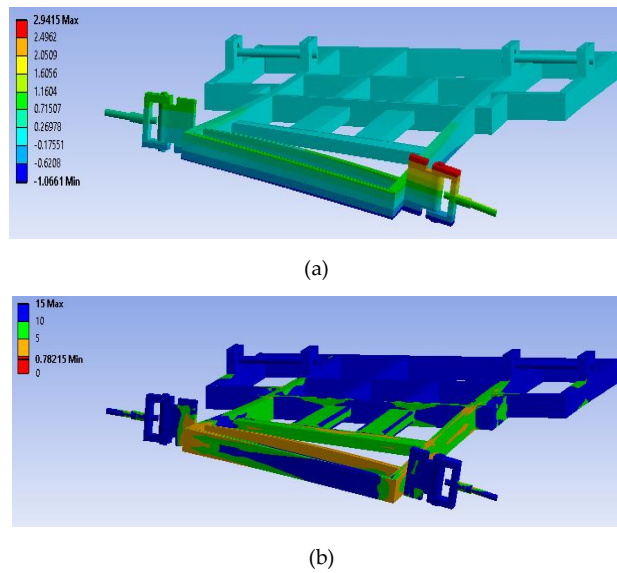 2.9415 Max
2.4962
2.0509
1.6056
1.1604
0.71507
0.26978
-0.17551
-0.6208
-1.0661 Min
(a)
15 Max
10
5
0.78215 Min
0
(b)